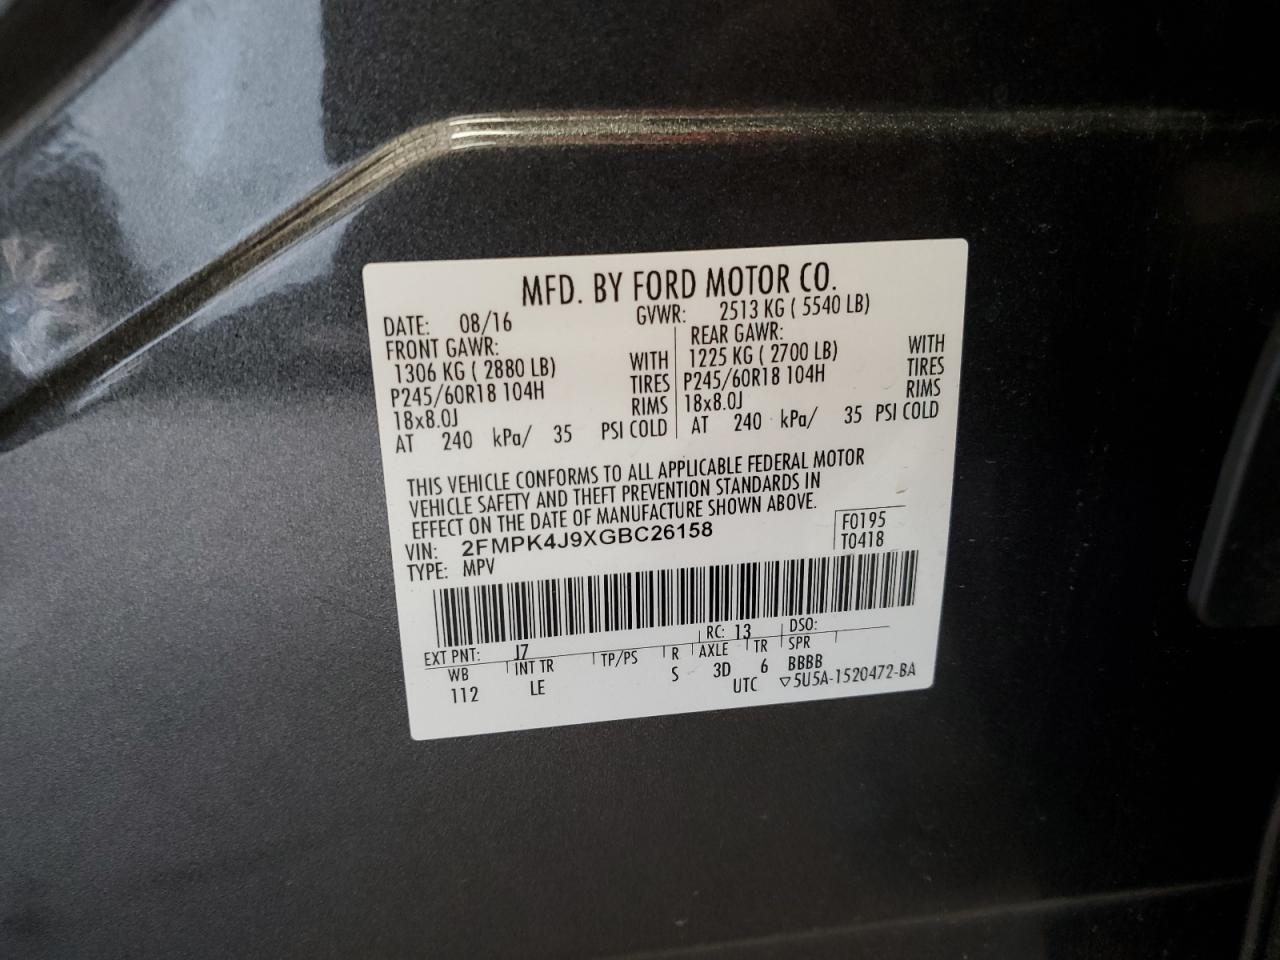 MFD. BY FORD MOTOR CO.
DATE: 08/16 GVWR: 2513 KG ( 5540 LB)
FRONT GAWR:
1306 KG ( 2880 LB) WITH
P245/60R18 104H TIRES
18x8.0J RIMS
AT 240 kPa/ 35 PSI COLD
REAR GAWR:
1225 KG ( 2700 LB) WITH
P245/60R18 104H TIRES
18x8.0J RIMS
AT 240 kPa/ 35 PSI COLD
THIS VEHICLE CONFORMS TO ALL APPLICABLE FEDERAL MOTOR
VEHICLE SAFETY AND THEFT PREVENTION STANDARDS IN
EFFECT ON THE DATE OF MANUFACTURE SHOWN ABOVE.
VIN: 2FMPK4J9XGBC26158
TYPE: MPV
F0195
T0418
EXT PNT: J7 RC: 13 DSO:
WB INT TR TP/PS R AXLE TR SPR
112 LE S 3D 6 BBBB
UTC ▽5U5A-1520472-BA